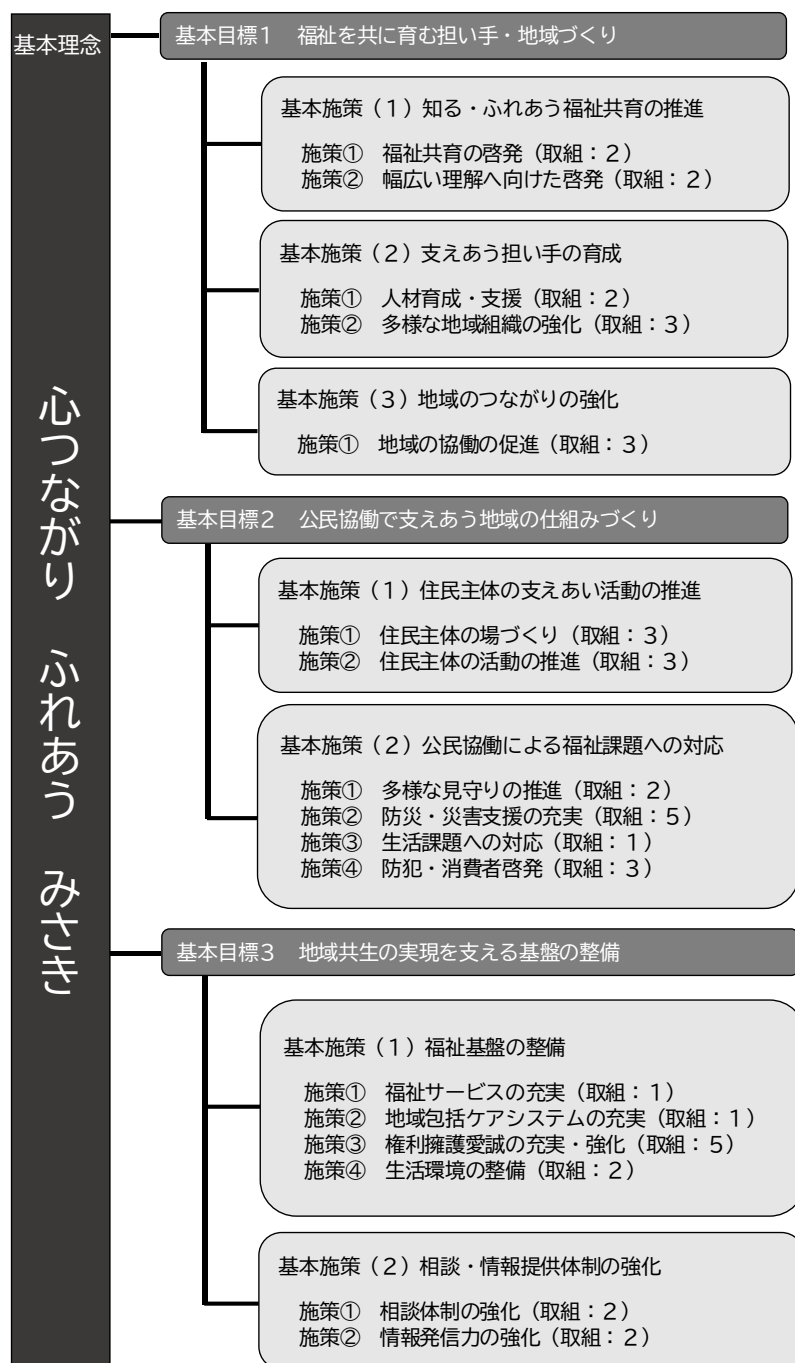 基本理念
心つながり ふれあう みさき
基本目標1 福祉を共に育む担い手・地域づくり
基本施策（1）知る・ふれあう福祉共育の推進
施策① 福祉共育の啓発（取組：2）
施策② 幅広い理解へ向けた啓発（取組：2）
基本施策（2）支えあう担い手の育成
施策① 人材育成・支援（取組：2）
施策② 多様な地域組織の強化（取組：3）
基本施策（3）地域のつながりの強化
施策① 地域の協働の促進（取組：3）
基本目標2 公民協働で支えあう地域の仕組みづくり
基本施策（1）住民主体の支えあい活動の推進
施策① 住民主体の場づくり（取組：3）
施策② 住民主体の活動の推進（取組：3）
基本施策（2）公民協働による福祉課題への対応
施策① 多様な見守りの推進（取組：2）
施策② 防災・災害支援の充実（取組：5）
施策③ 生活課題への対応（取組：1）
施策④ 防犯・消費者啓発（取組：3）
基本目標3 地域共生の実現を支える基盤の整備
基本施策（1）福祉基盤の整備
施策① 福祉サービスの充実（取組：1）
施策② 地域包括ケアシステムの充実（取組：1）
施策③ 権利擁護愛誠の充実・強化（取組：5）
施策④ 生活環境の整備（取組：2）
基本施策（2）相談・情報提供体制の強化
施策① 相談体制の強化（取組：2）
施策② 情報発信力の強化（取組：2）